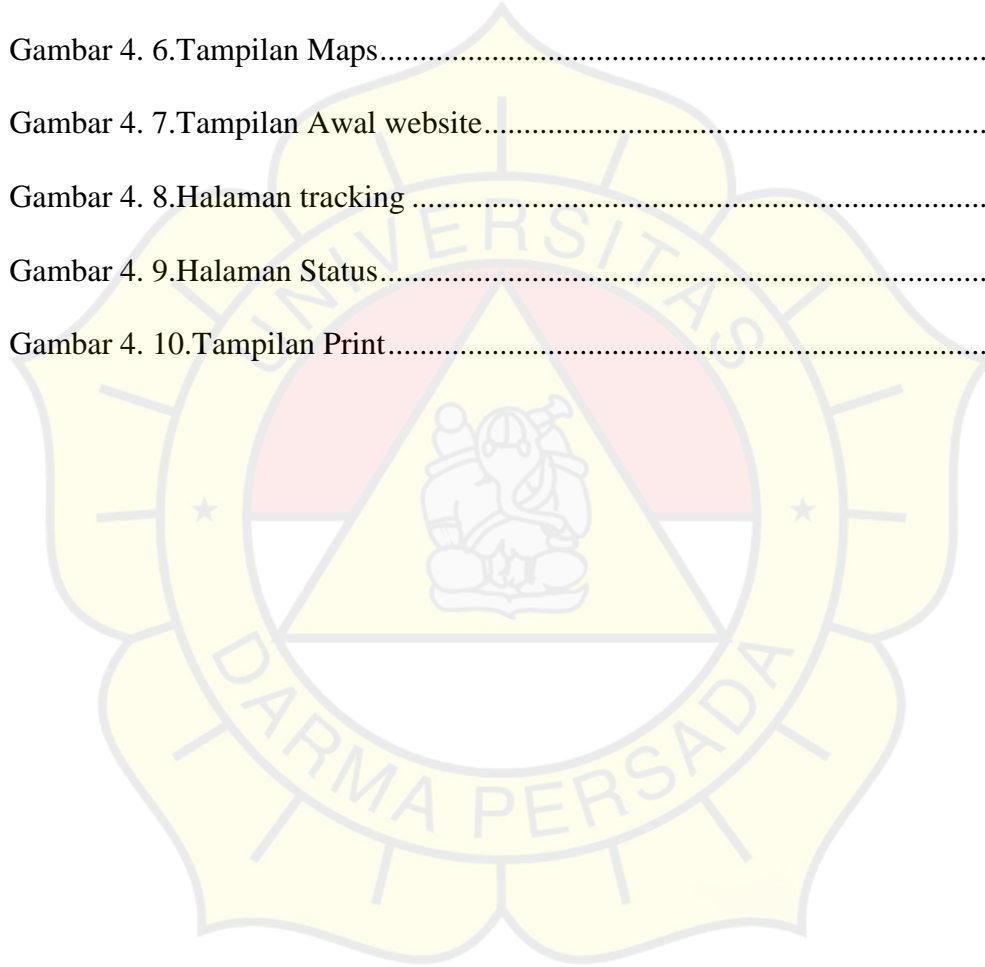 Gambar 4. 6.Tampilan Maps........................................................................
Gambar 4. 7.Tampilan Awal website...........................................................
Gambar 4. 8.Halaman tracking ....................................................................
Gambar 4. 9.Halaman Status........................................................................
Gambar 4. 10.Tampilan Print.......................................................................
UNIVERSITAS
DARMA PERSADA